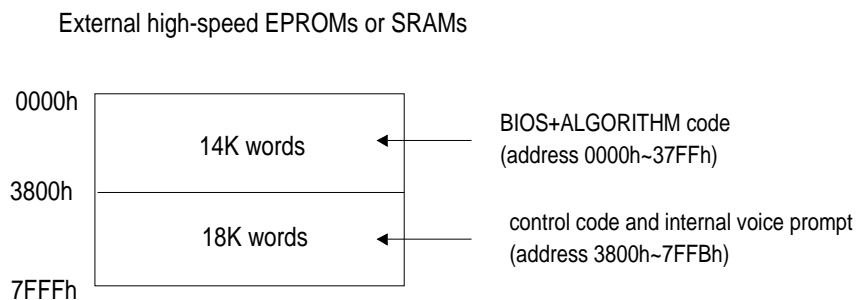 External high-speed EPROMs or SRAMs
0000h
14K words
BIOS+ALGORITHM code
(address 0000h~37FFh)
3800h
18K words
control code and internal voice prompt
(address 3800h~7FFBh)
7FFFh